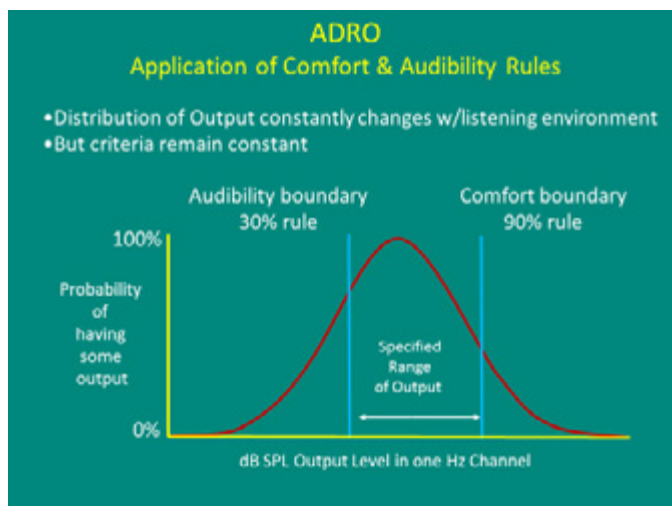 ADRO
Application of Comfort & Audibility Rules
•Distribution of Output constantly changes w/listening environment
•But criteria remain constant
Audibility boundary
30% rule
Comfort boundary
90% rule
100%
Probability
of
having
some
output
Specified
Range
of Output
0%
dB SPL Output Level in one Hz Channel